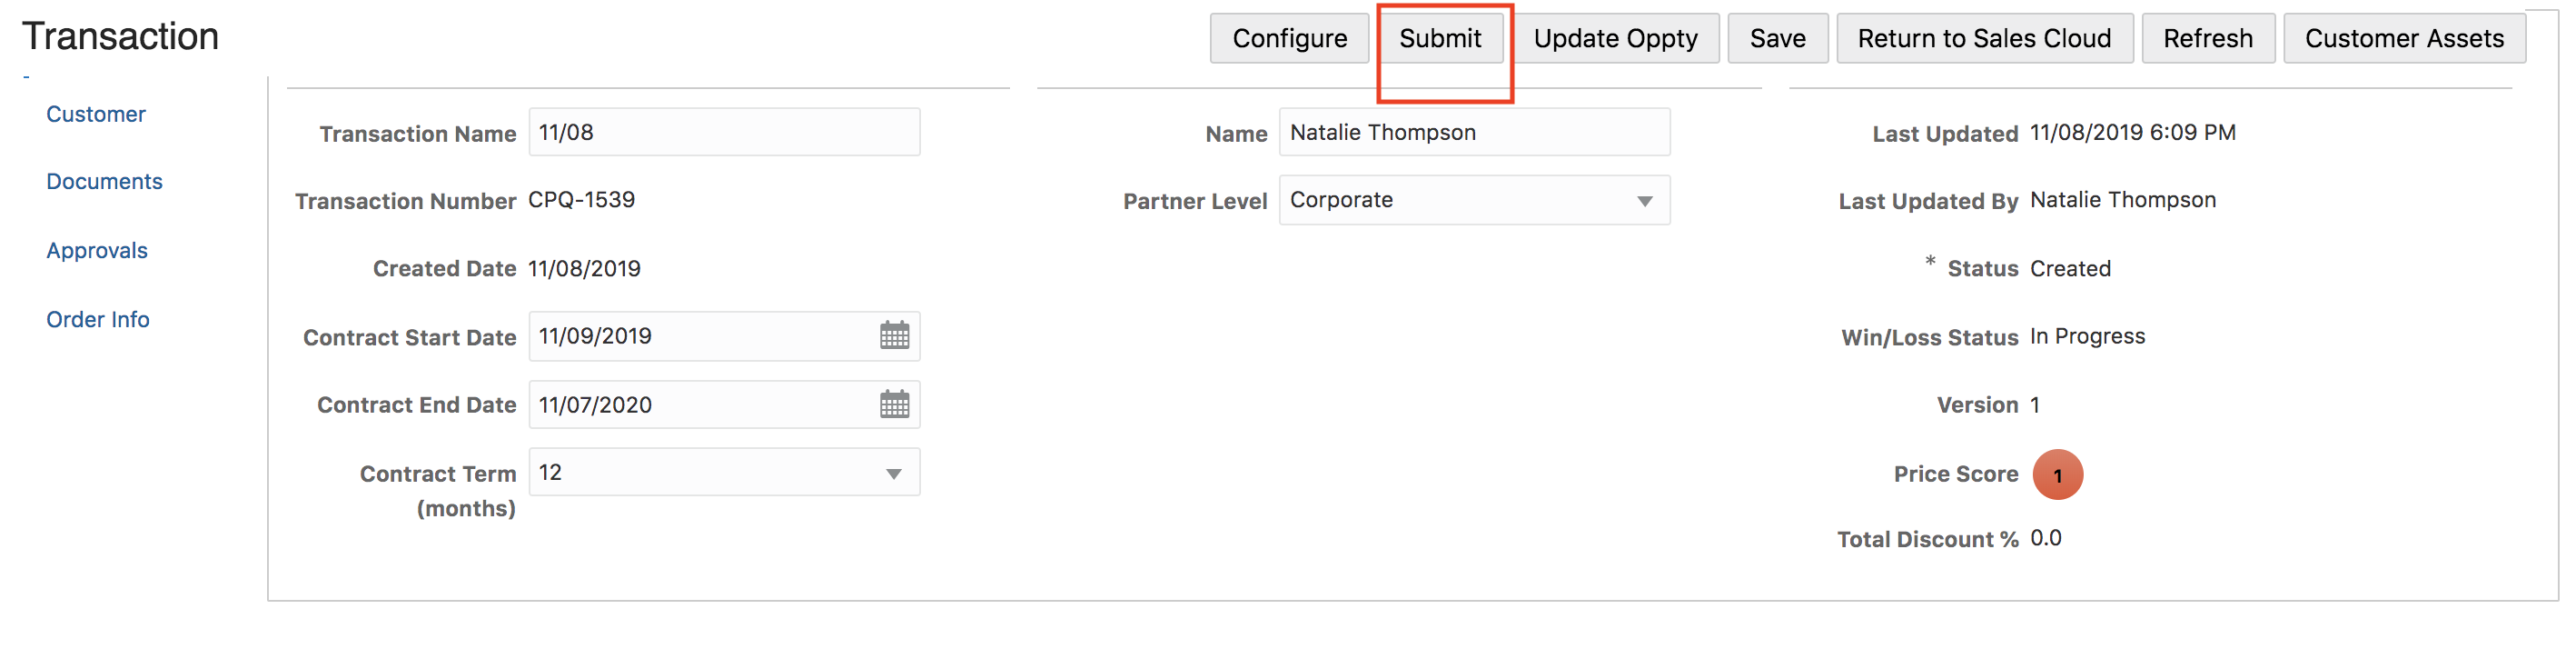 Transaction
Configure
Submit
Update Oppty
Save
Return to Sales Cloud
Refresh
Customer Assets
Customer
Documents
Approvals
Order Info
Transaction Name 11/08
Transaction Number CPQ-1539
Created Date 11/08/2019
Contract Start Date 11/09/2019
Contract End Date 11/07/2020
Contract Term 12
(months)
Name Natalie Thompson
Partner Level Corporate
Last Updated 11/08/2019 6:09 PM
Last Updated By Natalie Thompson
* Status Created
Win/Loss Status In Progress
Version 1
Price Score 1
Total Discount % 0.0